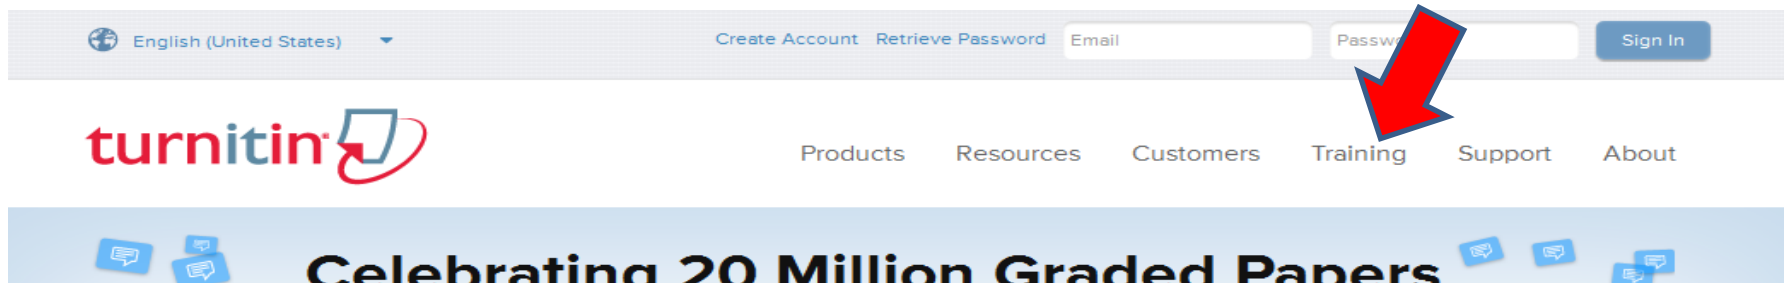 English (United States) Create Account Retrieve Password Email Sign In
turnitin Products Resources Customers Training Support About
Celebrating 20 Million Graded Papers